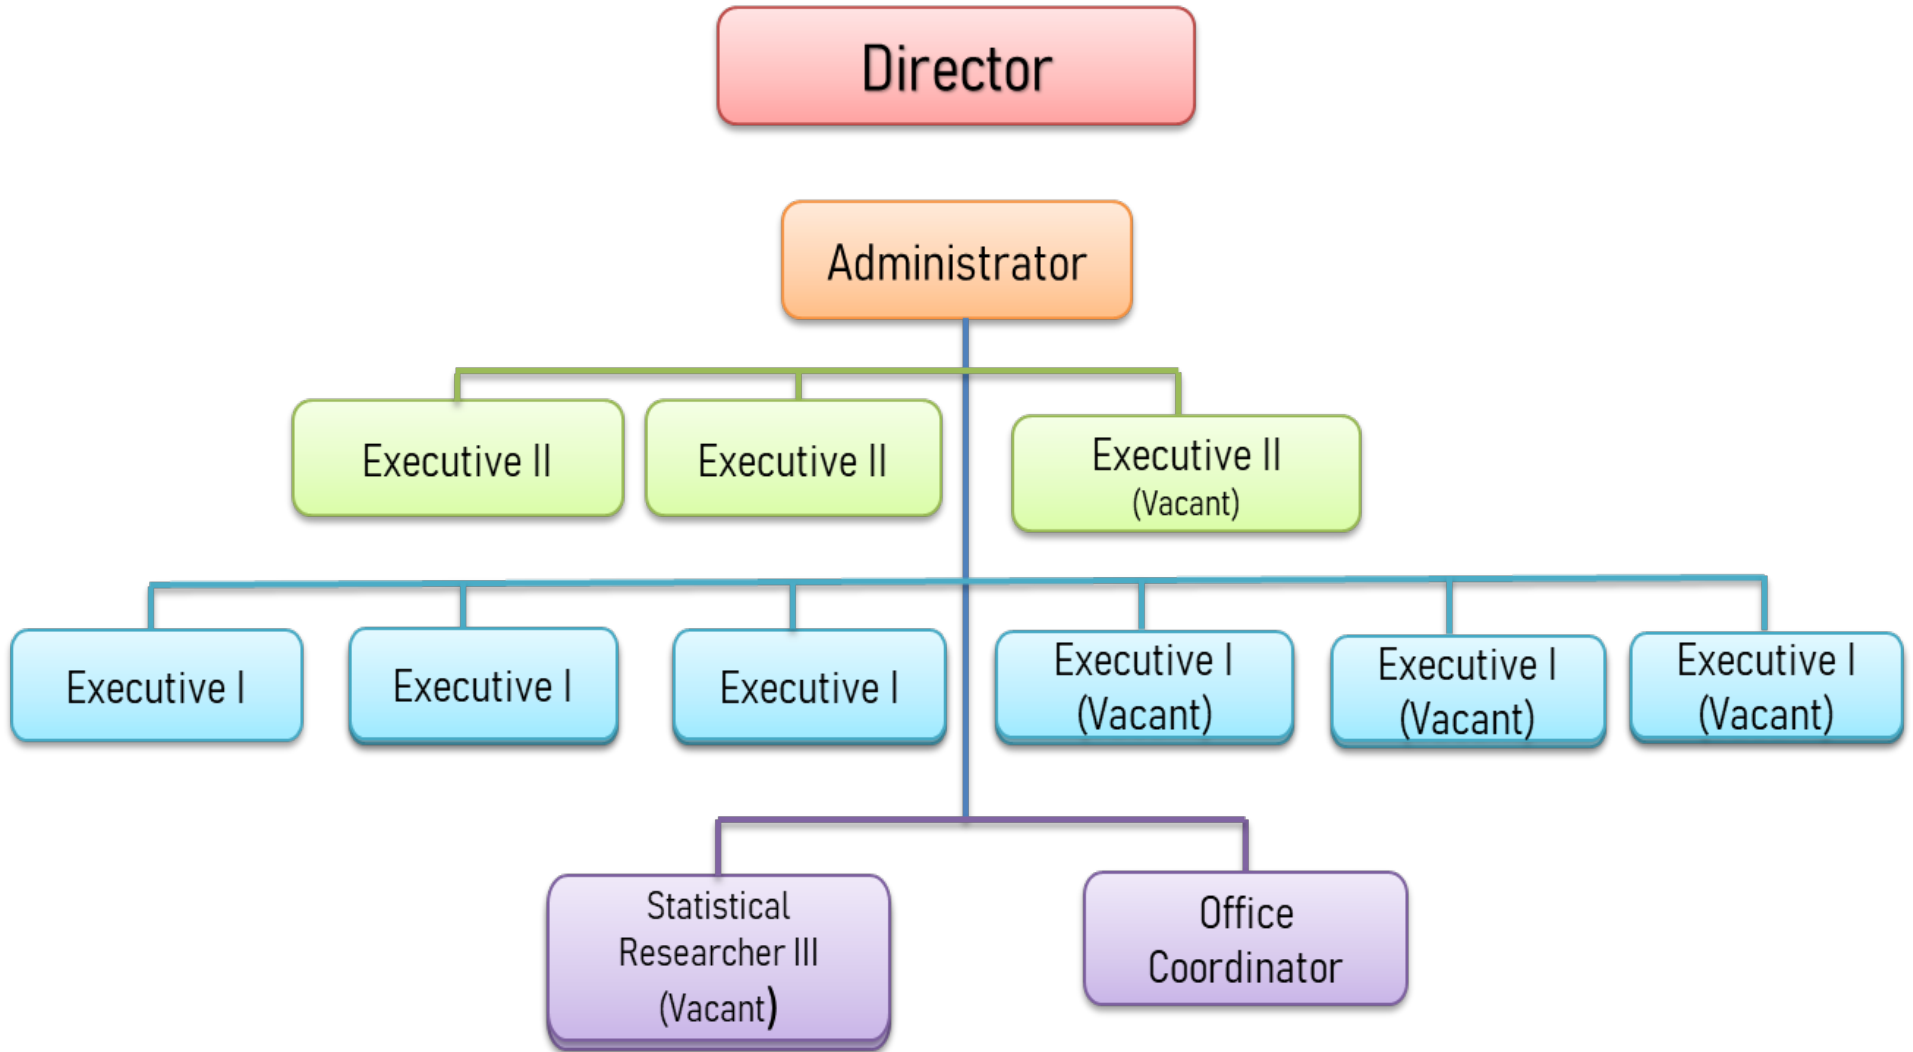 Director
Administrator
Executive II
Executive II
Executive II
(Vacant)
Executive I
Executive I
Executive I
Executive I
(Vacant)
Executive I
(Vacant)
Executive I
(Vacant)
Statistical
Researcher III
(Vacant)
Office
Coordinator